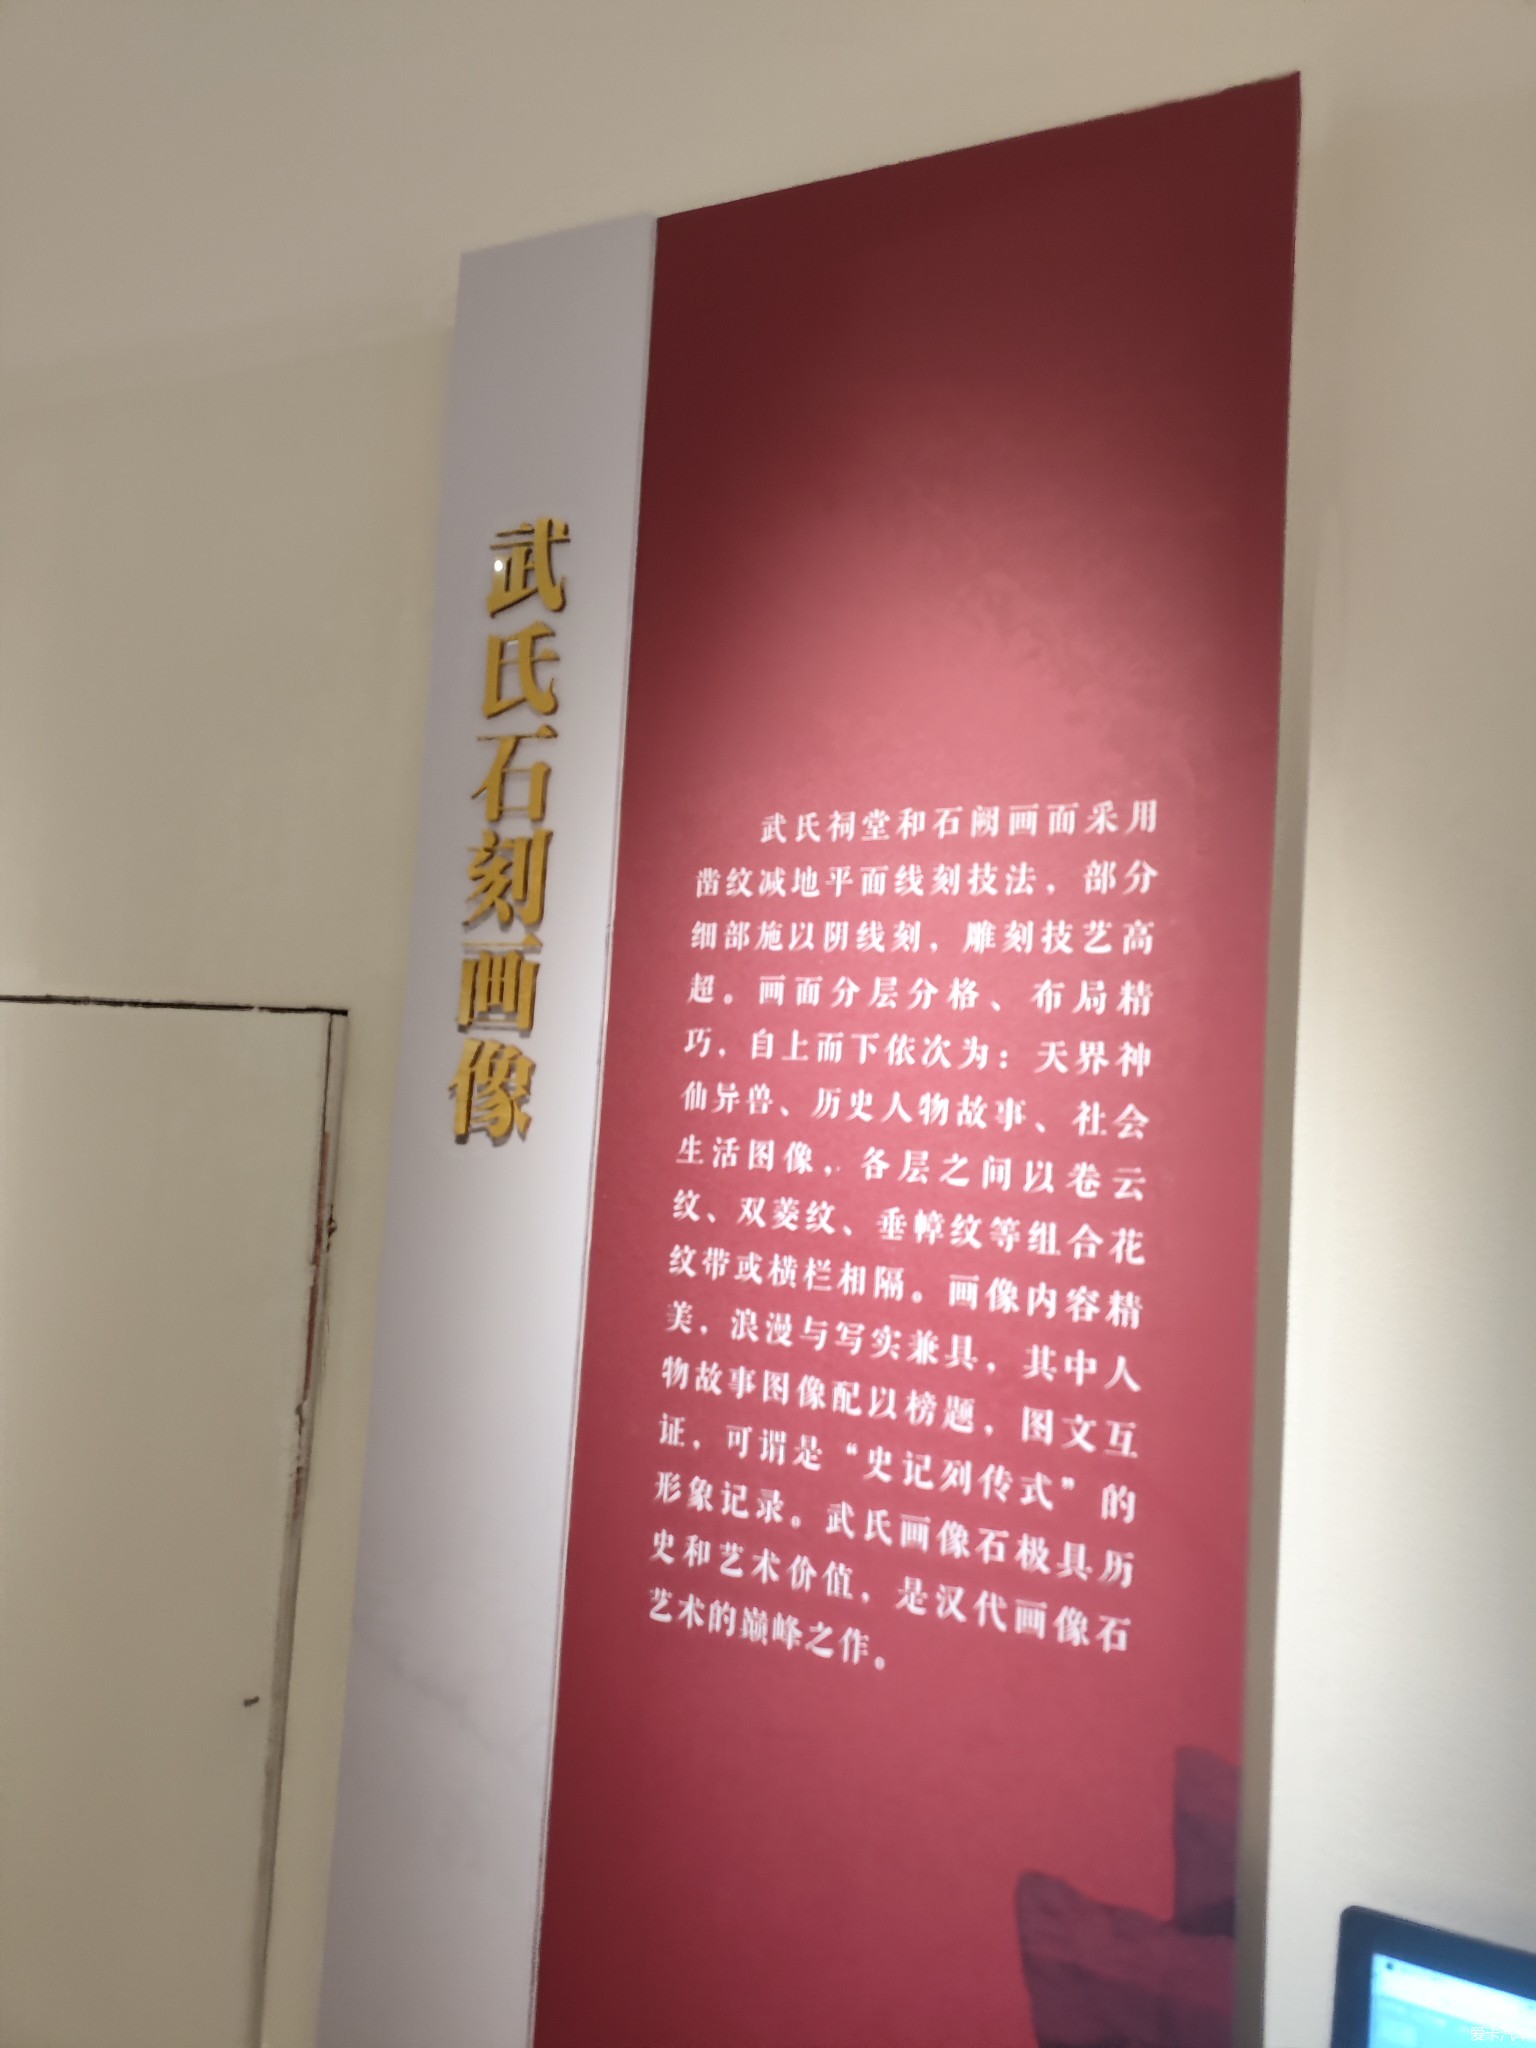 武氏石刻画像
武氏祠堂和石阙画面采用
凿纹减地平面线刻技法，部分
细部施以阴线刻，雕刻技艺高
超。画面分层分格、布局精
巧，自上而下依次为：天界神
仙异兽、历史人物故事、社会
生活图像，各层之间以卷云
纹、双菱纹、垂幛纹等组合花
纹带或横栏相隔。画像内容精
美，浪漫与写实兼具，其中人
物故事图像配以榜题，图文互
证，可谓是“史记列传式”的
形象记录。武氏画像石极具历
史和艺术价值，是汉代画像石
艺术的巅峰之作。